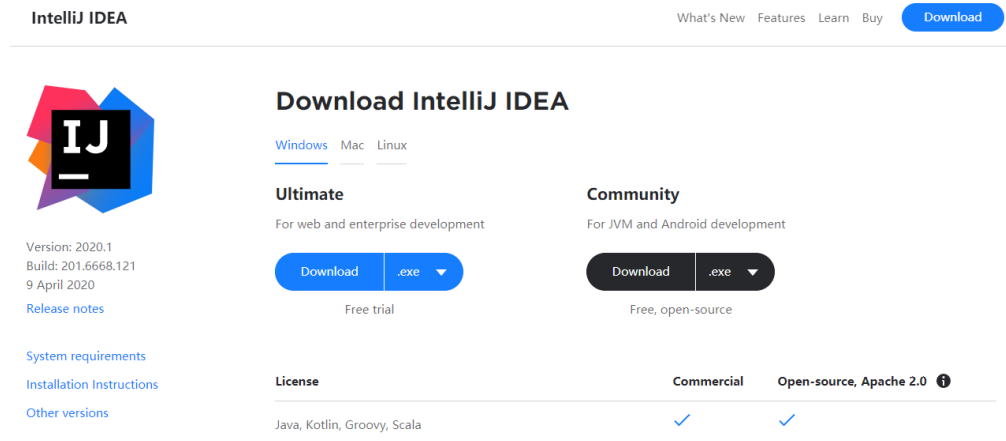 IntelliJ IDEA
What's New Features Learn Buy Download
IJ
Version: 2020.1
Build: 201.6668.121
9 April 2020
Release notes
System requirements
Installation Instructions
Other versions
Download IntelliJ IDEA
Windows Mac Linux
Ultimate
For web and enterprise development
Download .exe
Free trial
Community
For JVM and Android development
Download .exe
Free, open-source
License Commercial Open-source, Apache 2.0
Java, Kotlin, Groovy, Scala